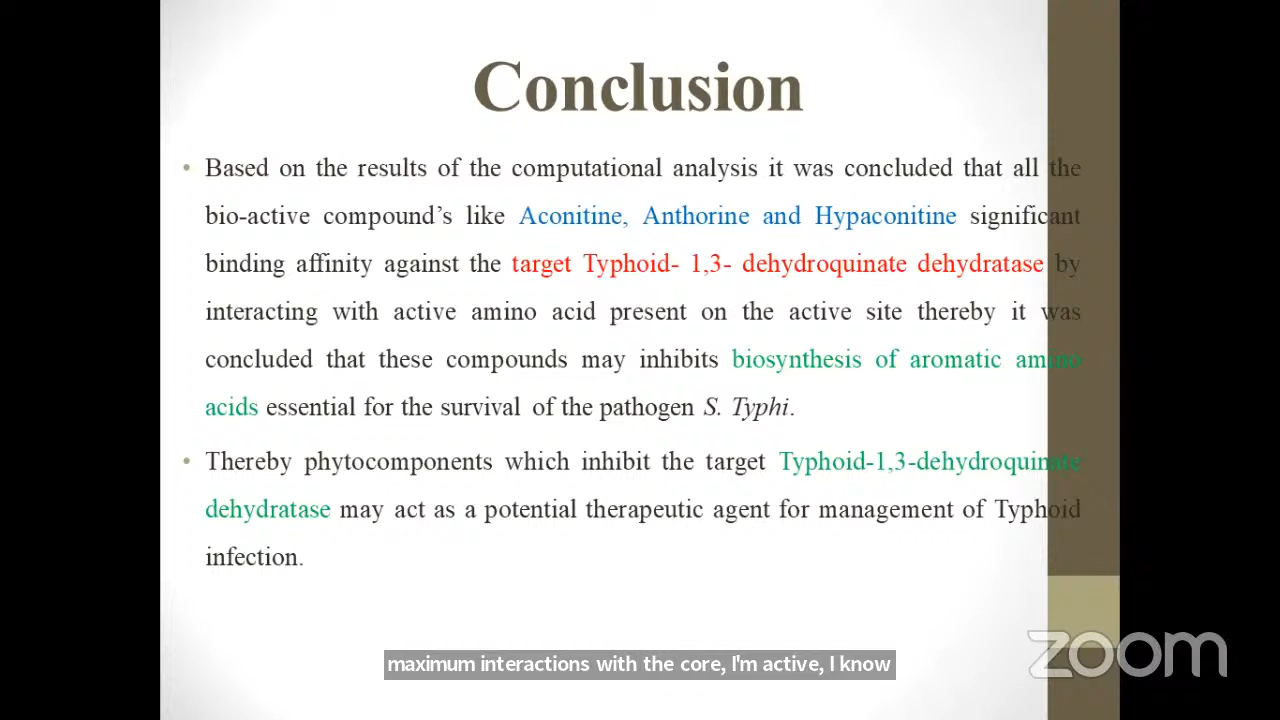 Conclusion
• Based on the results of the computational analysis it was concluded that all the
bio-active compound’s like Aconitine, Anthorine and Hypaconitine significant
binding affinity against the target Typhoid- 1,3- dehydroquinate dehydratase by
interacting with active amino acid present on the active site thereby it was
concluded that these compounds may inhibits biosynthesis of aromatic amino
acids essential for the survival of the pathogen S. Typhi.
• Thereby phytocomponents which inhibit the target Typhoid-1,3-dehydroquinate
dehydratase may act as a potential therapeutic agent for management of Typhoid
infection.
zoom
maximum interactions with the core, I'm active, I know